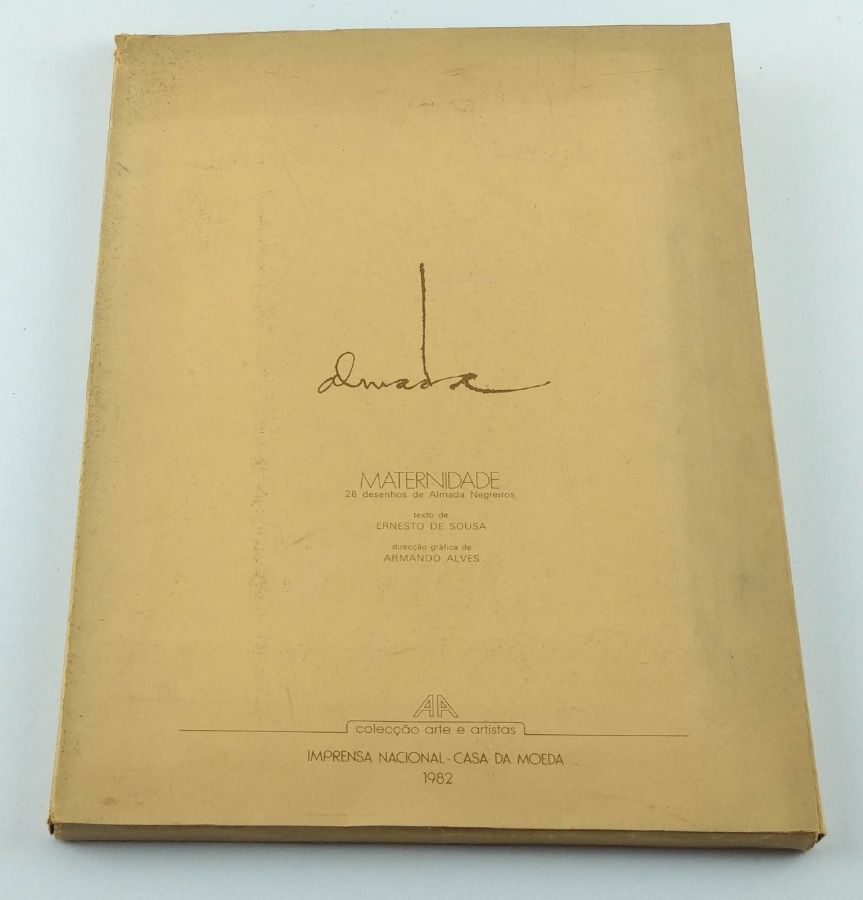 almada
MATERNIDADE
26 desenhos de Almada Negreiros
texto de
ERNESTO DE SOUSA
direcção gráfica de
ARMANDO ALVES
AA
colecção arte e artistas
IMPRENSA NACIONAL - CASA DA MOEDA
1982